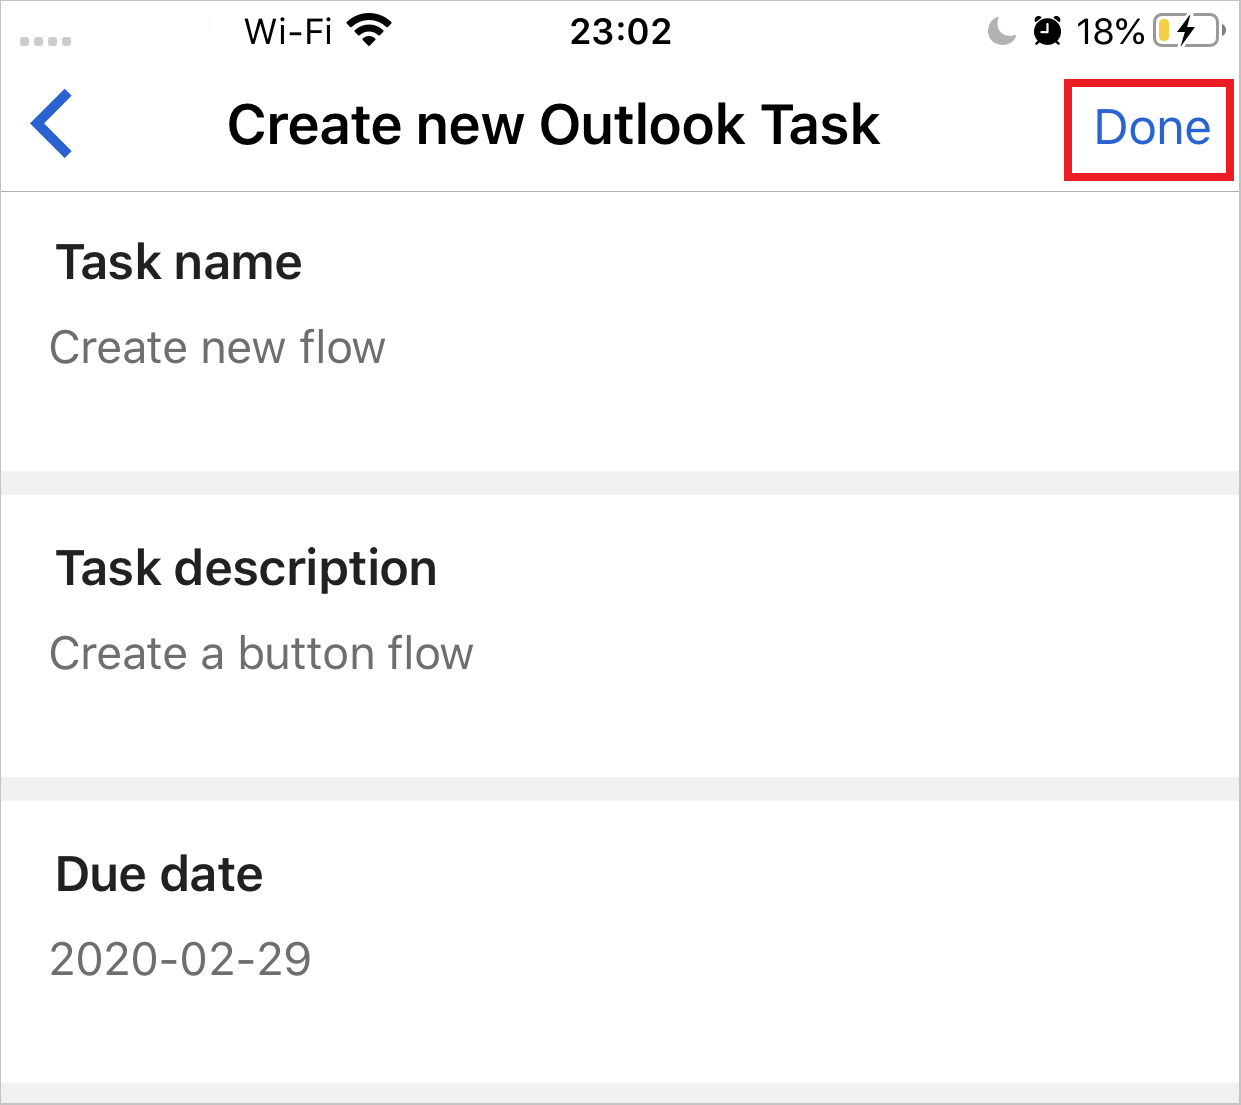 Wi-Fi 23:02 18%
Create new Outlook Task Done
Task name
Create new flow
Task description
Create a button flow
Due date
2020-02-29